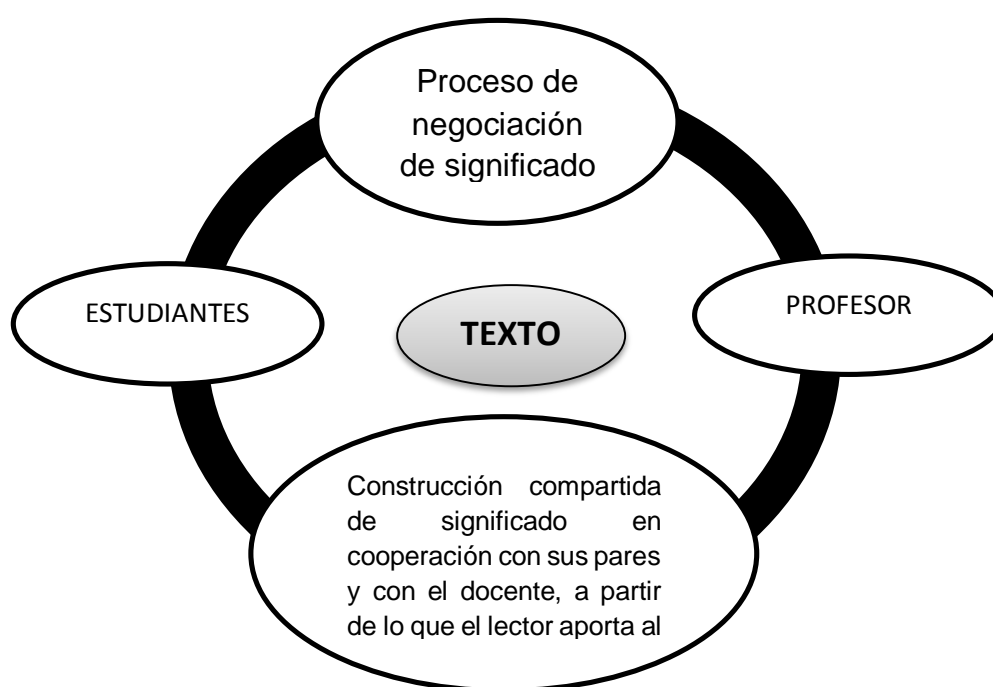 Proceso de
negociación
de significado
ESTUDIANTES
TEXTO
PROFESOR
Construcción compartida
de significado en
cooperación con sus pares
y con el docente, a partir
de lo que el lector aporta al